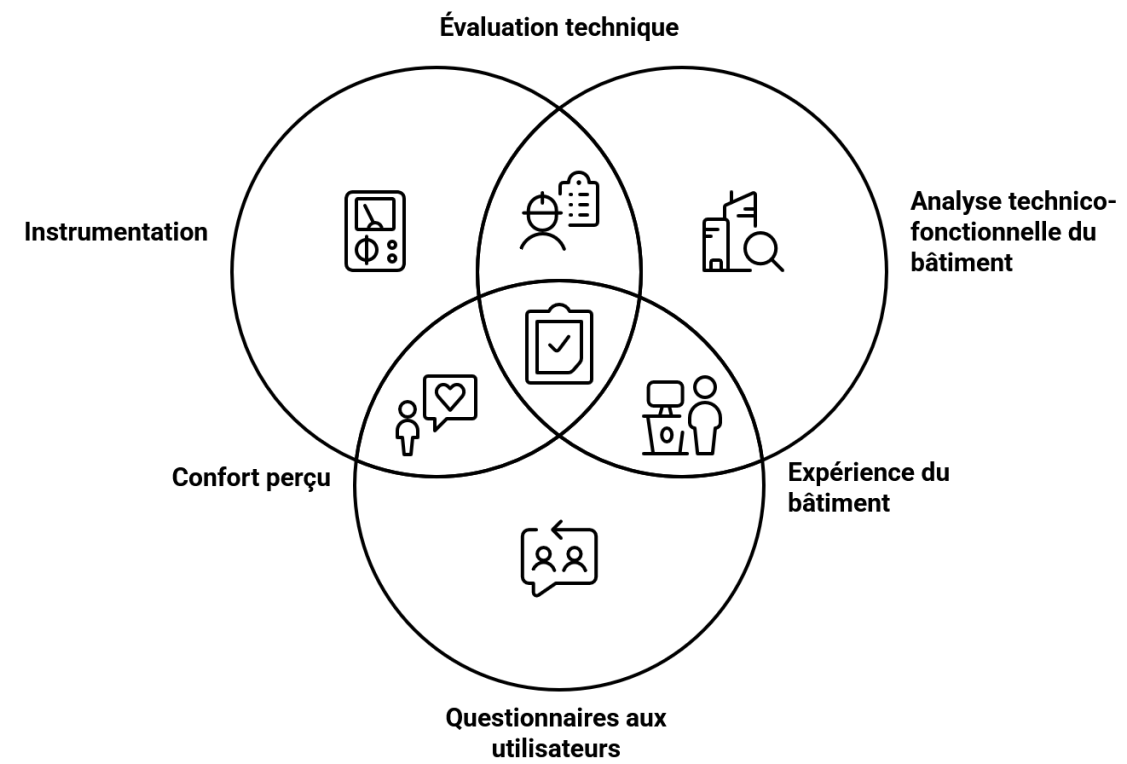 Évaluation technique
Instrumentation
Analyse technico-
fonctionnelle du
bâtiment
Confort perçu
Expérience du
bâtiment
Questionnaires aux
utilisateurs